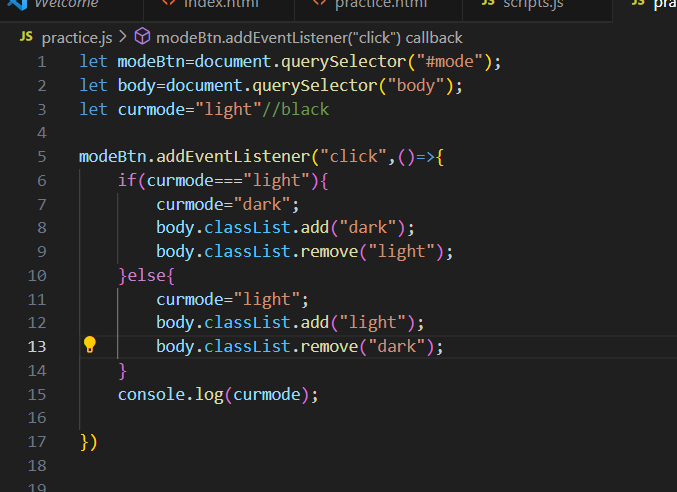 Welcome index.html practice.html scripts.js
JS practice.js > modeBtn.addEventListener("click") callback
1 let modeBtn=document.querySelector("#mode");
2 let body=document.querySelector("body");
3 let curmode="light"//black
4
5 modeBtn.addEventListener("click",()=>{
6 if(curmode==="light"){
7 curmode="dark";
8 body.classList.add("dark");
9 body.classList.remove("light");
10 }else{
11 curmode="light";
12 body.classList.add("light");
13 body.classList.remove("dark");
14 }
15 console.log(curmode);
16
17 })
18
19